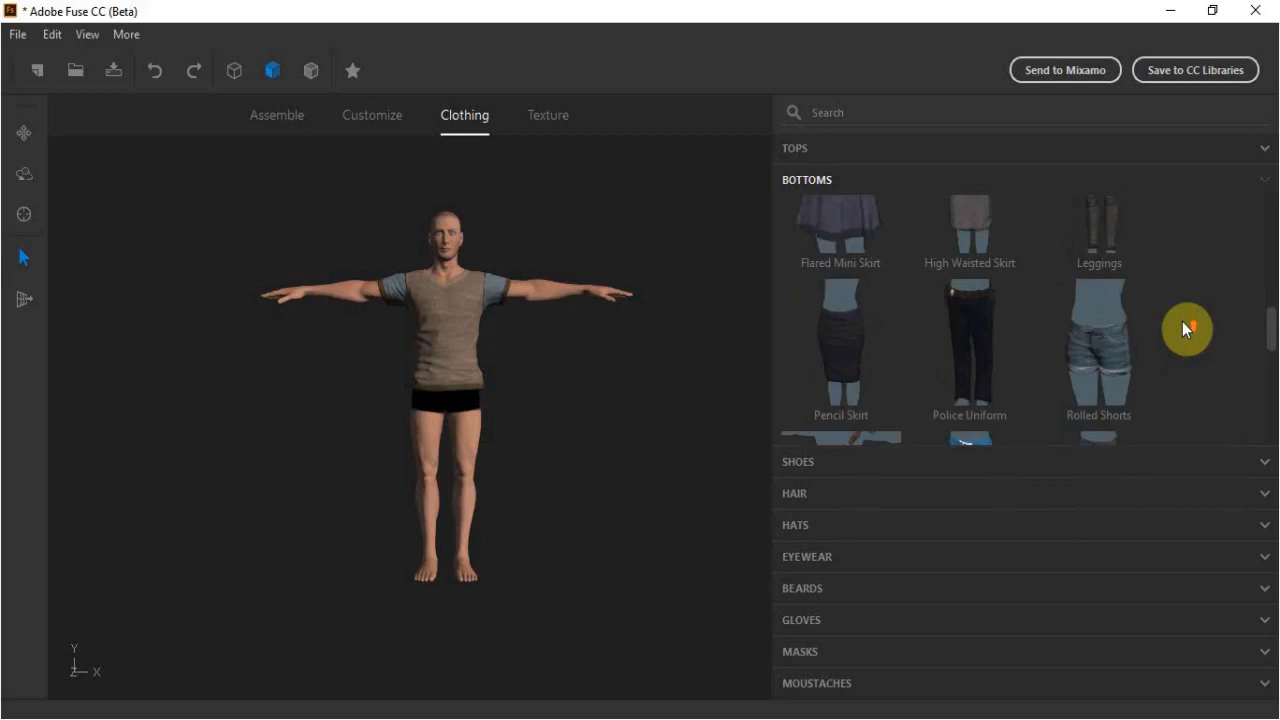 Fs * Adobe Fuse CC (Beta)
File Edit View More
Send to Mixamo Save to CC Libraries
Assemble Customize Clothing Texture
Search
TOPS
BOTTOMS
Flared Mini Skirt High Waisted Skirt Leggings
Pencil Skirt Police Uniform Rolled Shorts
SHOES
HAIR
HATS
EYEWEAR
BEARDS
GLOVES
MASKS
MOUSTACHES
Y
Z X